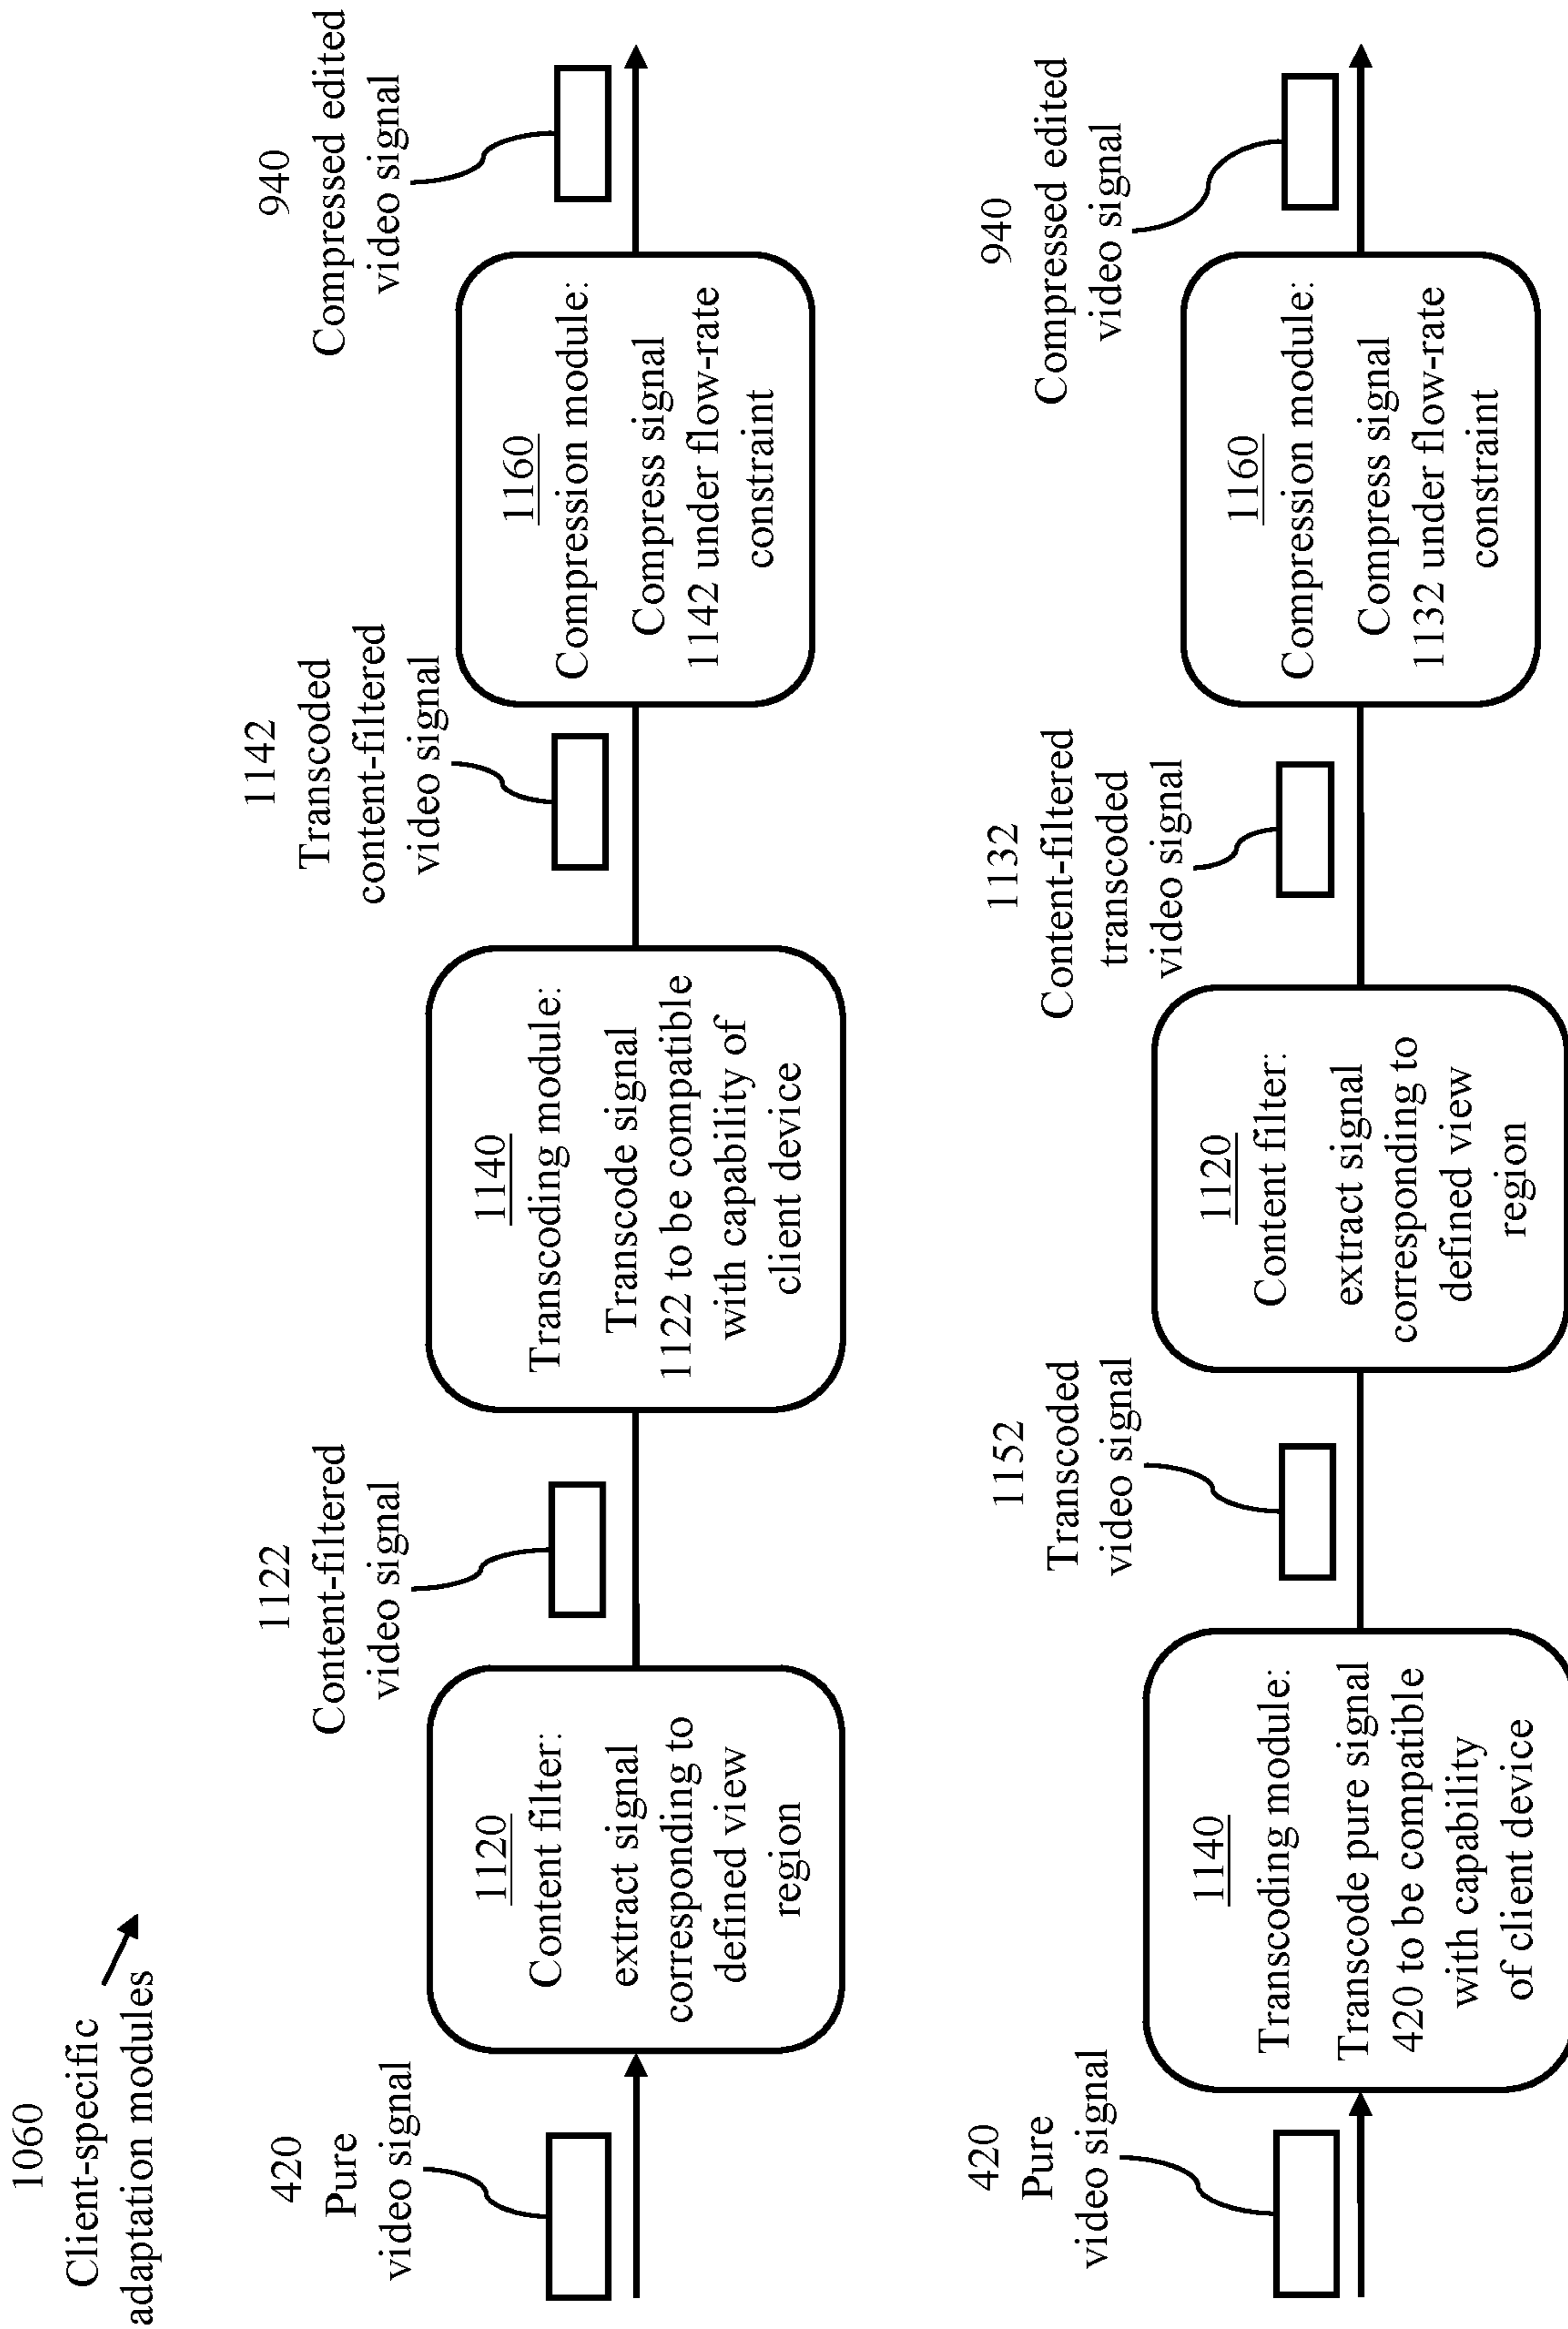 1060
Client-specific
adaptation modules
420
Pure
video signal
1120
Content filter:
extract signal
corresponding to
defined view
region
1122
Content-filtered
video signal
1140
Transcoding module:
Transcode signal
1122 to be compatible
with capability of
client device
1142
Transcoded
content-filtered
video signal
1160
Compression module:
Compress signal
1142 under flow-rate
constraint
940
Compressed edited
video signal
420
Pure
video signal
1140
Transcoding module:
Transcode pure signal
420 to be compatible
with capability
of client device
1152
Transcoded
video signal
1120
Content filter:
extract signal
corresponding to
defined view
region
1132
Content-filtered
transcoded
video signal
1160
Compression module:
Compress signal
1132 under flow-rate
constraint
940
Compressed edited
video signal